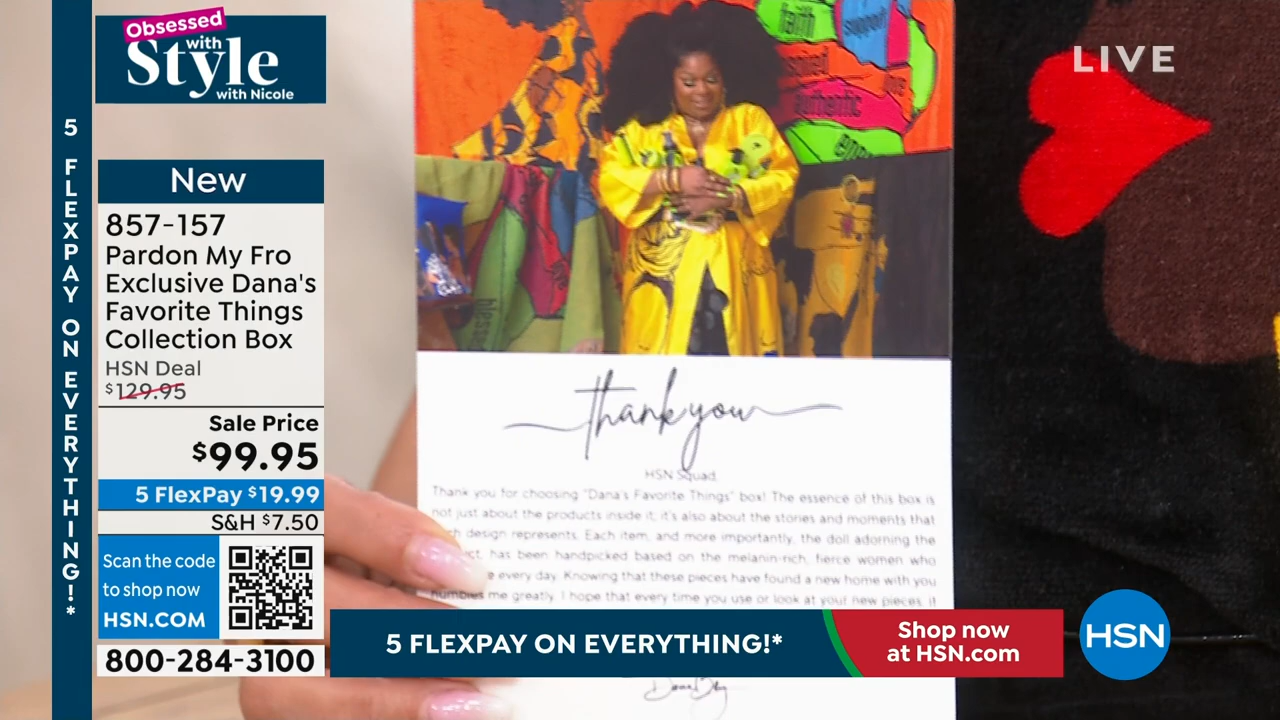 Obsessed
with
Style
with Nicole
5 FLEXPAY ON EVERYTHING!*
New
857-157
Pardon My Fro
Exclusive Dana's
Favorite Things
Collection Box
HSN Deal
$129.95
Sale Price
$99.95
5 FlexPay $19.99
S&H $7.50
Scan the code
to shop now
HSN.COM
800-284-3100
LIVE
faith
support
authentic
thank you
HSN Squad,
Thank you for choosing "Dana's Favorite Things" box! The essence of this box is
not just about the products inside it; it's also about the stories and moments that
design represents. Each item, and more importantly, the doll adorning the
has been handpicked based on the melanin-rich, fierce women who
every day. Knowing that these pieces have found a new home with you
humbles me greatly. I hope that every time you use or look at your new pieces, it
5 FLEXPAY ON EVERYTHING!*
Shop now
at HSN.com
HSN